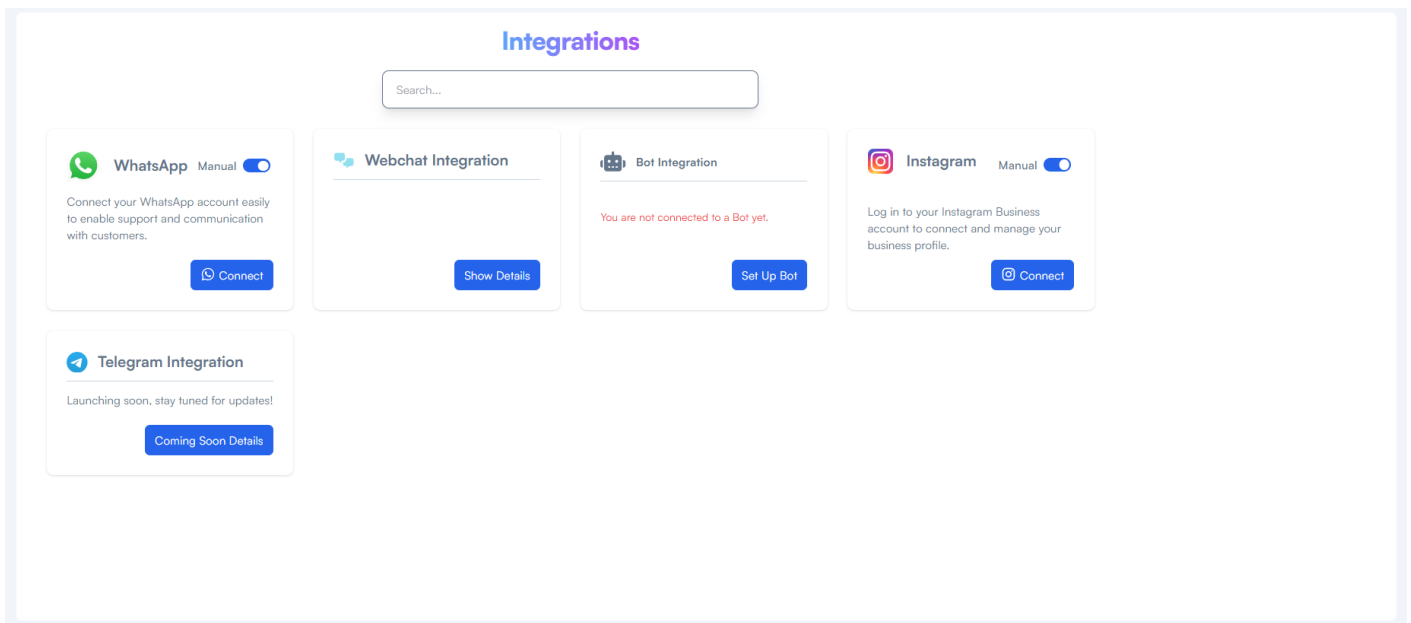 Integrations
Search...
WhatsApp Manual
Connect your WhatsApp account easily
to enable support and communication
with customers.
Connect
Webchat Integration
Show Details
Bot Integration
You are not connected to a Bot yet.
Set Up Bot
Instagram Manual
Log in to your Instagram Business
account to connect and manage your
business profile.
Connect
Telegram Integration
Launching soon, stay tuned for updates!
Coming Soon Details